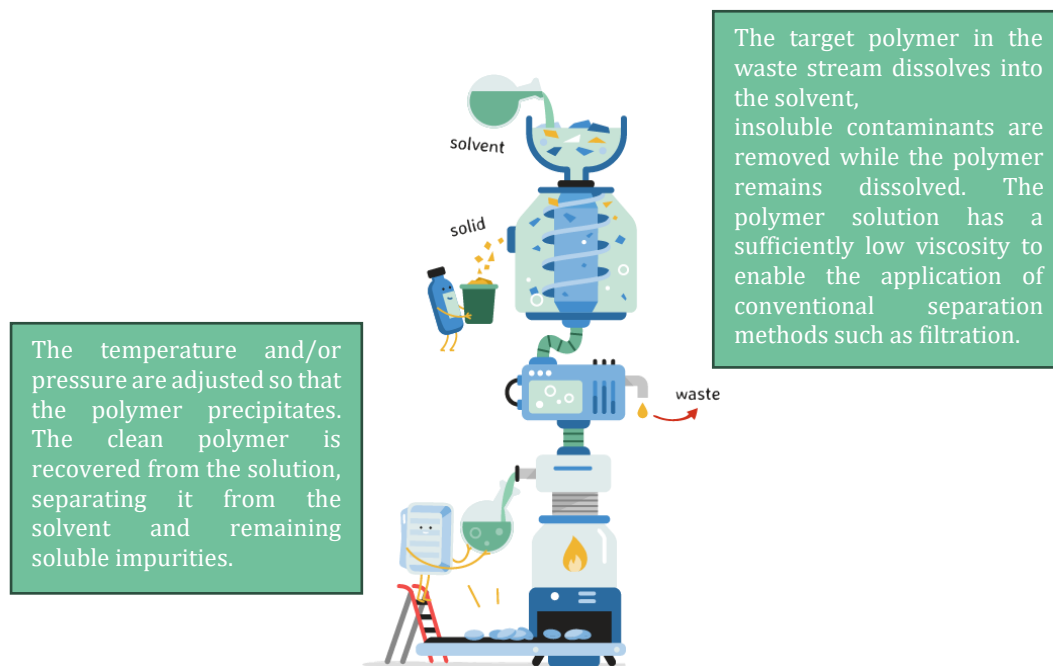 The target polymer in the
waste stream dissolves into
the solvent,
insoluble contaminants are
removed while the polymer
remains dissolved. The
polymer solution has a
sufficiently low viscosity to
enable the application of
conventional separation
methods such as filtration.
solvent
solid
waste
The temperature and/or
pressure are adjusted so that
the polymer precipitates.
The clean polymer is
recovered from the solution,
separating it from the
solvent and remaining
soluble impurities.